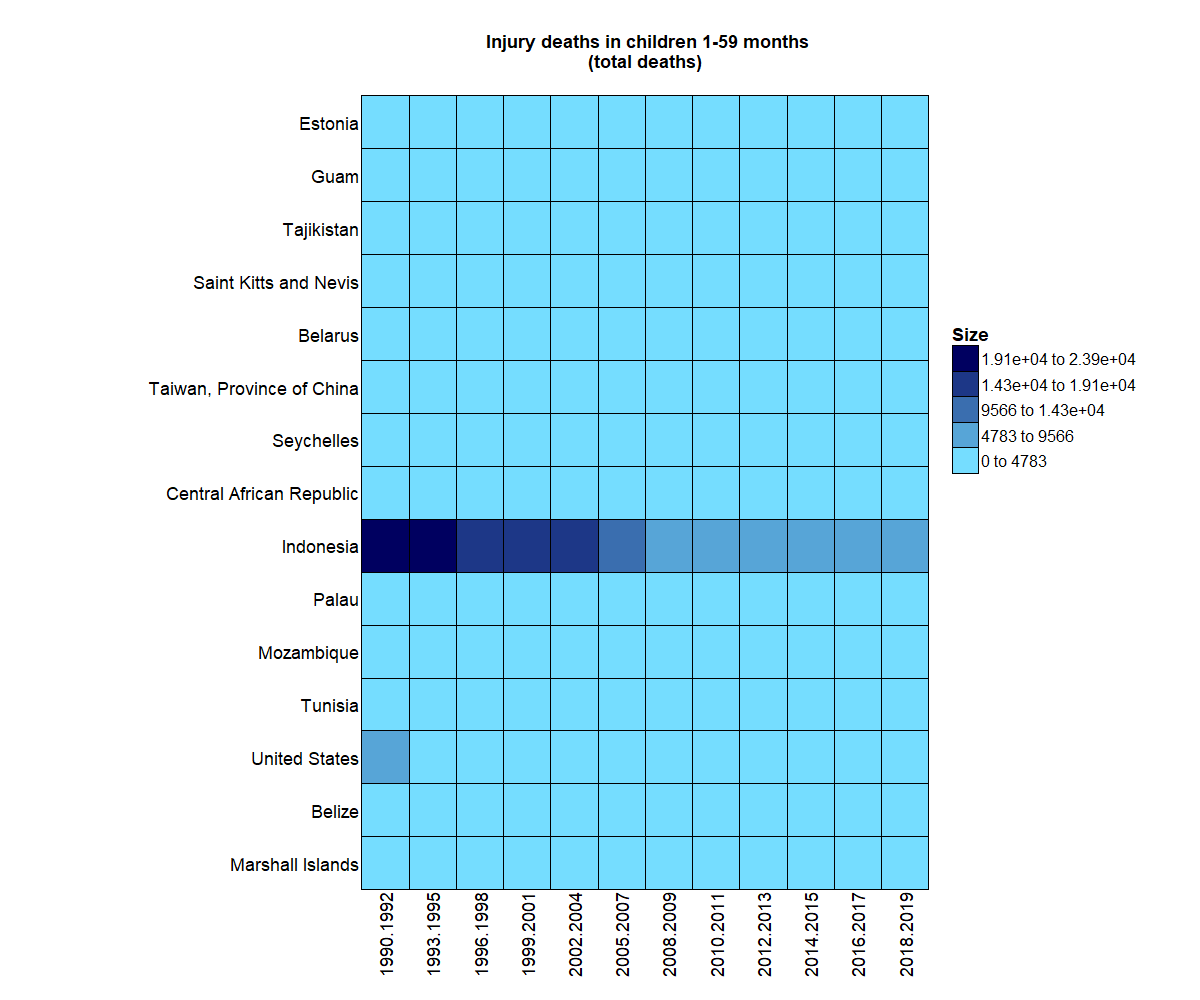 Injury deaths in children 1-59 months
(total deaths)
Estonia
Guam
Tajikistan
Saint Kitts and Nevis
Belarus
Taiwan, Province of China
Seychelles
Central African Republic
Indonesia
Palau
Mozambique
Tunisia
United States
Belize
Marshall Islands
1990.1992
1993.1995
1996.1998
1999.2001
2002.2004
2005.2007
2008.2009
2010.2011
2012.2013
2014.2015
2016.2017
2018.2019
Size
1.91e+04 to 2.39e+04
1.43e+04 to 1.91e+04
9566 to 1.43e+04
4783 to 9566
0 to 4783